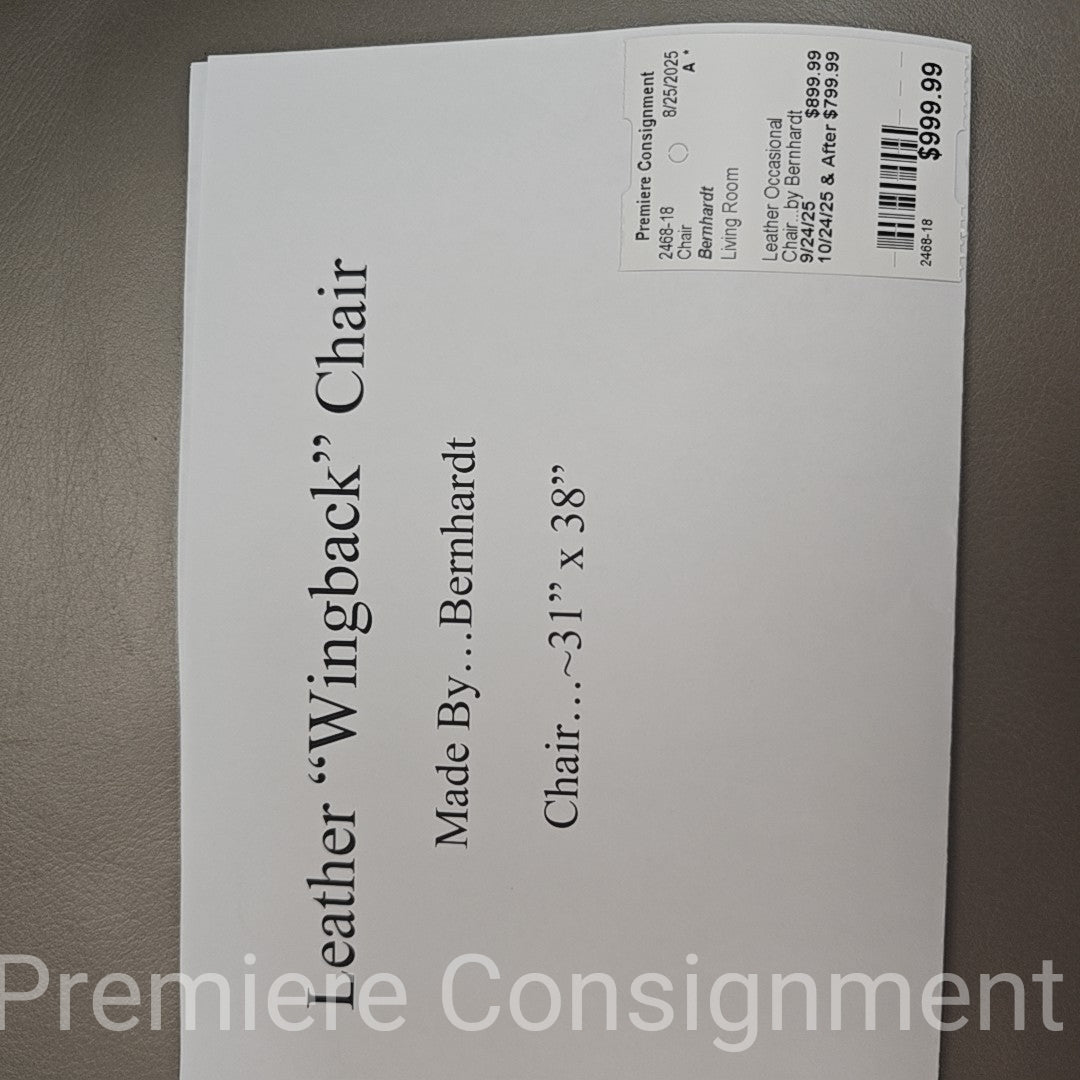 Leather “Wingback” Chair
Made By…Bernhardt
Chair…~31” x 38”
Premiere Consignment
2468-18 8/25/2025
Chair A *
Bernhardt
Living Room
Leather Occasional
Chair...by Bernhardt
9/24/25 $899.99
10/24/25 & After $799.99
2468-18 $999.99
Premiere Consignment